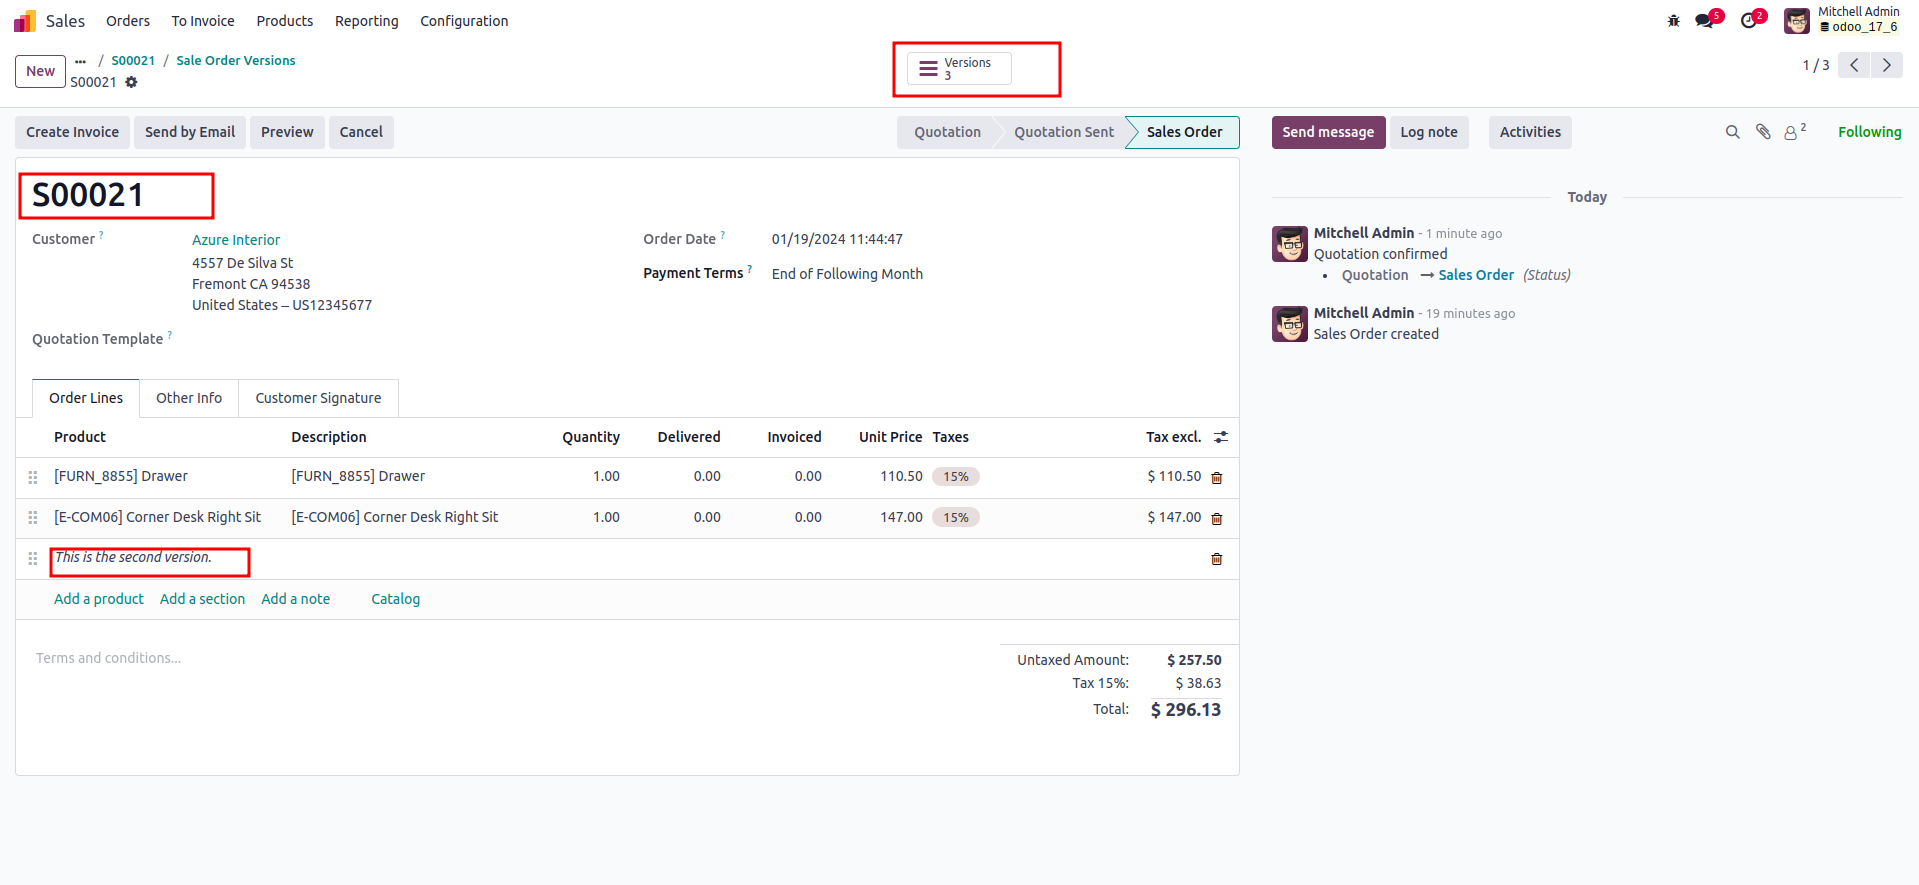 Sales Orders To Invoice Products Reporting Configuration 5 2 Mitchell Admin
odoo_17_6
New ... / S00021 / Sale Order Versions
S00021
Versions
3
1 / 3
Create Invoice Send by Email Preview Cancel Quotation Quotation Sent Sales Order Send message Log note Activities 2 Following
S00021
Customer ? Azure Interior
4557 De Silva St
Fremont CA 94538
United States – US12345677
Order Date ? 01/19/2024 11:44:47
Payment Terms ? End of Following Month
Quotation Template ?
Order Lines Other Info Customer Signature
Product Description Quantity Delivered Invoiced Unit Price Taxes Tax excl.
[FURN_8855] Drawer [FURN_8855] Drawer 1.00 0.00 0.00 110.50 15% $ 110.50
[E-COM06] Corner Desk Right Sit [E-COM06] Corner Desk Right Sit 1.00 0.00 0.00 147.00 15% $ 147.00
This is the second version.
Add a product Add a section Add a note Catalog
Terms and conditions...
Untaxed Amount: $ 257.50
Tax 15%: $ 38.63
Total: $ 296.13
Today
Mitchell Admin - 1 minute ago
Quotation confirmed
• Quotation → Sales Order (Status)
Mitchell Admin - 19 minutes ago
Sales Order created